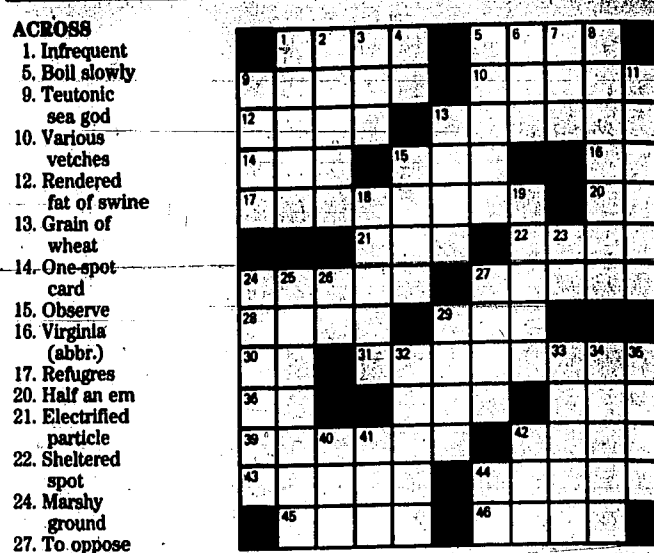 ACROSS
1. Infrequent
5. Boil slowly
9. Teutonic
sea god
10. Various
vetches
12. Rendered
fat of swine
13. Grain of
wheat
14. One-spot
card
15. Observe
16. Virginia
(abbr.)
17. Refugres
20. Half an em
21. Electrified
particle
22. Sheltered
spot
24. Marshy
ground
27. To oppose
1 2 3 4 5 6 7 8
9 10 11
12 13
14 15 16
17 18 19 20
21 22 23
24 25 26 27
28 29
30 31 32 33 34 35
36
39 40 41 42
43 44
45 46